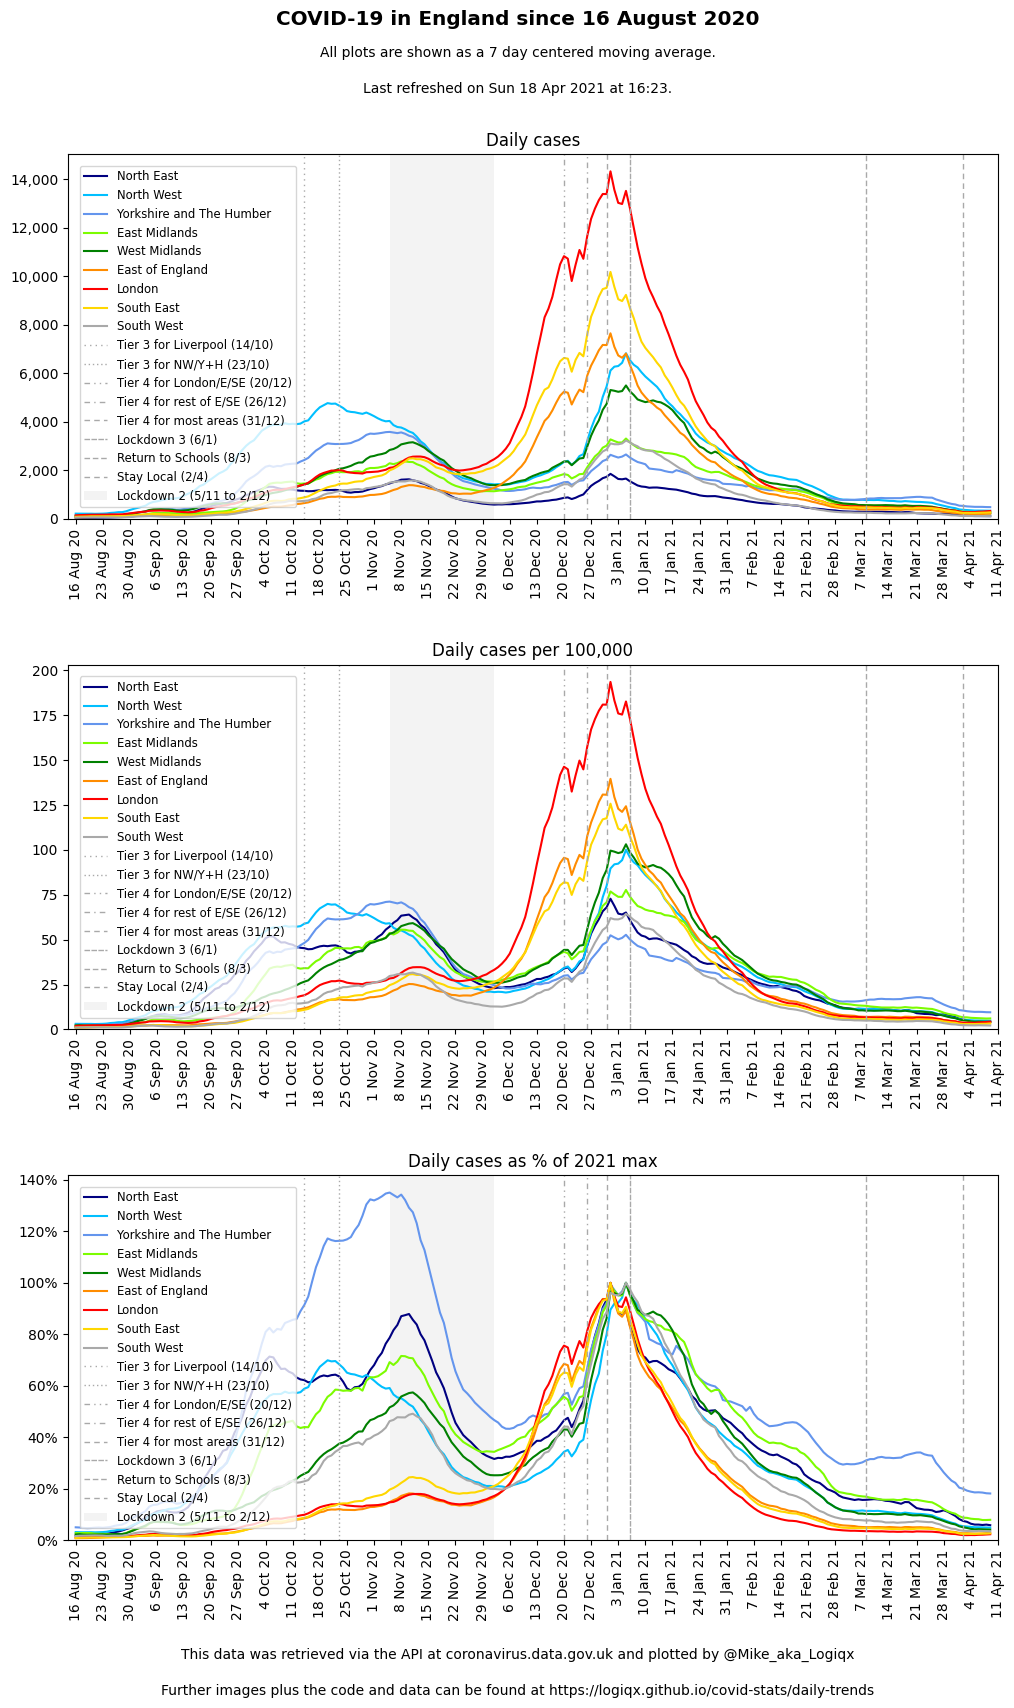 COVID-19 in England since 16 August 2020
All plots are shown as a 7 day centered moving average.
Last refreshed on Sun 18 Apr 2021 at 16:23.
Daily cases
14,000
12,000
10,000
8,000
6,000
4,000
2,000
0
North East
North West
Yorkshire and The Humber
East Midlands
West Midlands
East of England
London
South East
South West
Tier 3 for Liverpool (14/10)
Tier 3 for NW/Y+H (23/10)
Tier 4 for London/E/SE (20/12)
Tier 4 for rest of E/SE (26/12)
Tier 4 for most areas (31/12)
Lockdown 3 (6/1)
Return to Schools (8/3)
Stay Local (2/4)
Lockdown 2 (5/11 to 2/12)
16 Aug 20 23 Aug 20 30 Aug 20 6 Sep 20 13 Sep 20 20 Sep 20 27 Sep 20 4 Oct 20 11 Oct 20 18 Oct 20 25 Oct 20 1 Nov 20 8 Nov 20 15 Nov 20 22 Nov 20 29 Nov 20 6 Dec 20 13 Dec 20 20 Dec 20 27 Dec 20 3 Jan 21 10 Jan 21 17 Jan 21 24 Jan 21 31 Jan 21 7 Feb 21 14 Feb 21 21 Feb 21 28 Feb 21 7 Mar 21 14 Mar 21 21 Mar 21 28 Mar 21 4 Apr 21 11 Apr 21
Daily cases per 100,000
200
175
150
125
100
75
50
25
0
North East
North West
Yorkshire and The Humber
East Midlands
West Midlands
East of England
London
South East
South West
Tier 3 for Liverpool (14/10)
Tier 3 for NW/Y+H (23/10)
Tier 4 for London/E/SE (20/12)
Tier 4 for rest of E/SE (26/12)
Tier 4 for most areas (31/12)
Lockdown 3 (6/1)
Return to Schools (8/3)
Stay Local (2/4)
Lockdown 2 (5/11 to 2/12)
16 Aug 20 23 Aug 20 30 Aug 20 6 Sep 20 13 Sep 20 20 Sep 20 27 Sep 20 4 Oct 20 11 Oct 20 18 Oct 20 25 Oct 20 1 Nov 20 8 Nov 20 15 Nov 20 22 Nov 20 29 Nov 20 6 Dec 20 13 Dec 20 20 Dec 20 27 Dec 20 3 Jan 21 10 Jan 21 17 Jan 21 24 Jan 21 31 Jan 21 7 Feb 21 14 Feb 21 21 Feb 21 28 Feb 21 7 Mar 21 14 Mar 21 21 Mar 21 28 Mar 21 4 Apr 21 11 Apr 21
Daily cases as % of 2021 max
140%
120%
100%
80%
60%
40%
20%
0%
North East
North West
Yorkshire and The Humber
East Midlands
West Midlands
East of England
London
South East
South West
Tier 3 for Liverpool (14/10)
Tier 3 for NW/Y+H (23/10)
Tier 4 for London/E/SE (20/12)
Tier 4 for rest of E/SE (26/12)
Tier 4 for most areas (31/12)
Lockdown 3 (6/1)
Return to Schools (8/3)
Stay Local (2/4)
Lockdown 2 (5/11 to 2/12)
16 Aug 20 23 Aug 20 30 Aug 20 6 Sep 20 13 Sep 20 20 Sep 20 27 Sep 20 4 Oct 20 11 Oct 20 18 Oct 20 25 Oct 20 1 Nov 20 8 Nov 20 15 Nov 20 22 Nov 20 29 Nov 20 6 Dec 20 13 Dec 20 20 Dec 20 27 Dec 20 3 Jan 21 10 Jan 21 17 Jan 21 24 Jan 21 31 Jan 21 7 Feb 21 14 Feb 21 21 Feb 21 28 Feb 21 7 Mar 21 14 Mar 21 21 Mar 21 28 Mar 21 4 Apr 21 11 Apr 21
This data was retrieved via the API at coronavirus.data.gov.uk and plotted by @Mike_aka_Logiqx
Further images plus the code and data can be found at https://logiqx.github.io/covid-stats/daily-trends